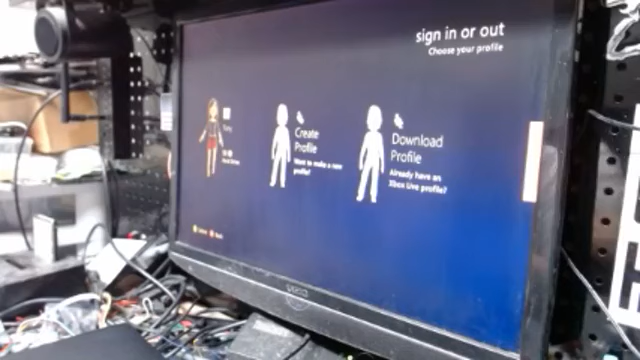 sign in or out
Choose your profile
Create
Profile
Want to make a new
profile?
Download
Profile
Already have an
Xbox Live profile?